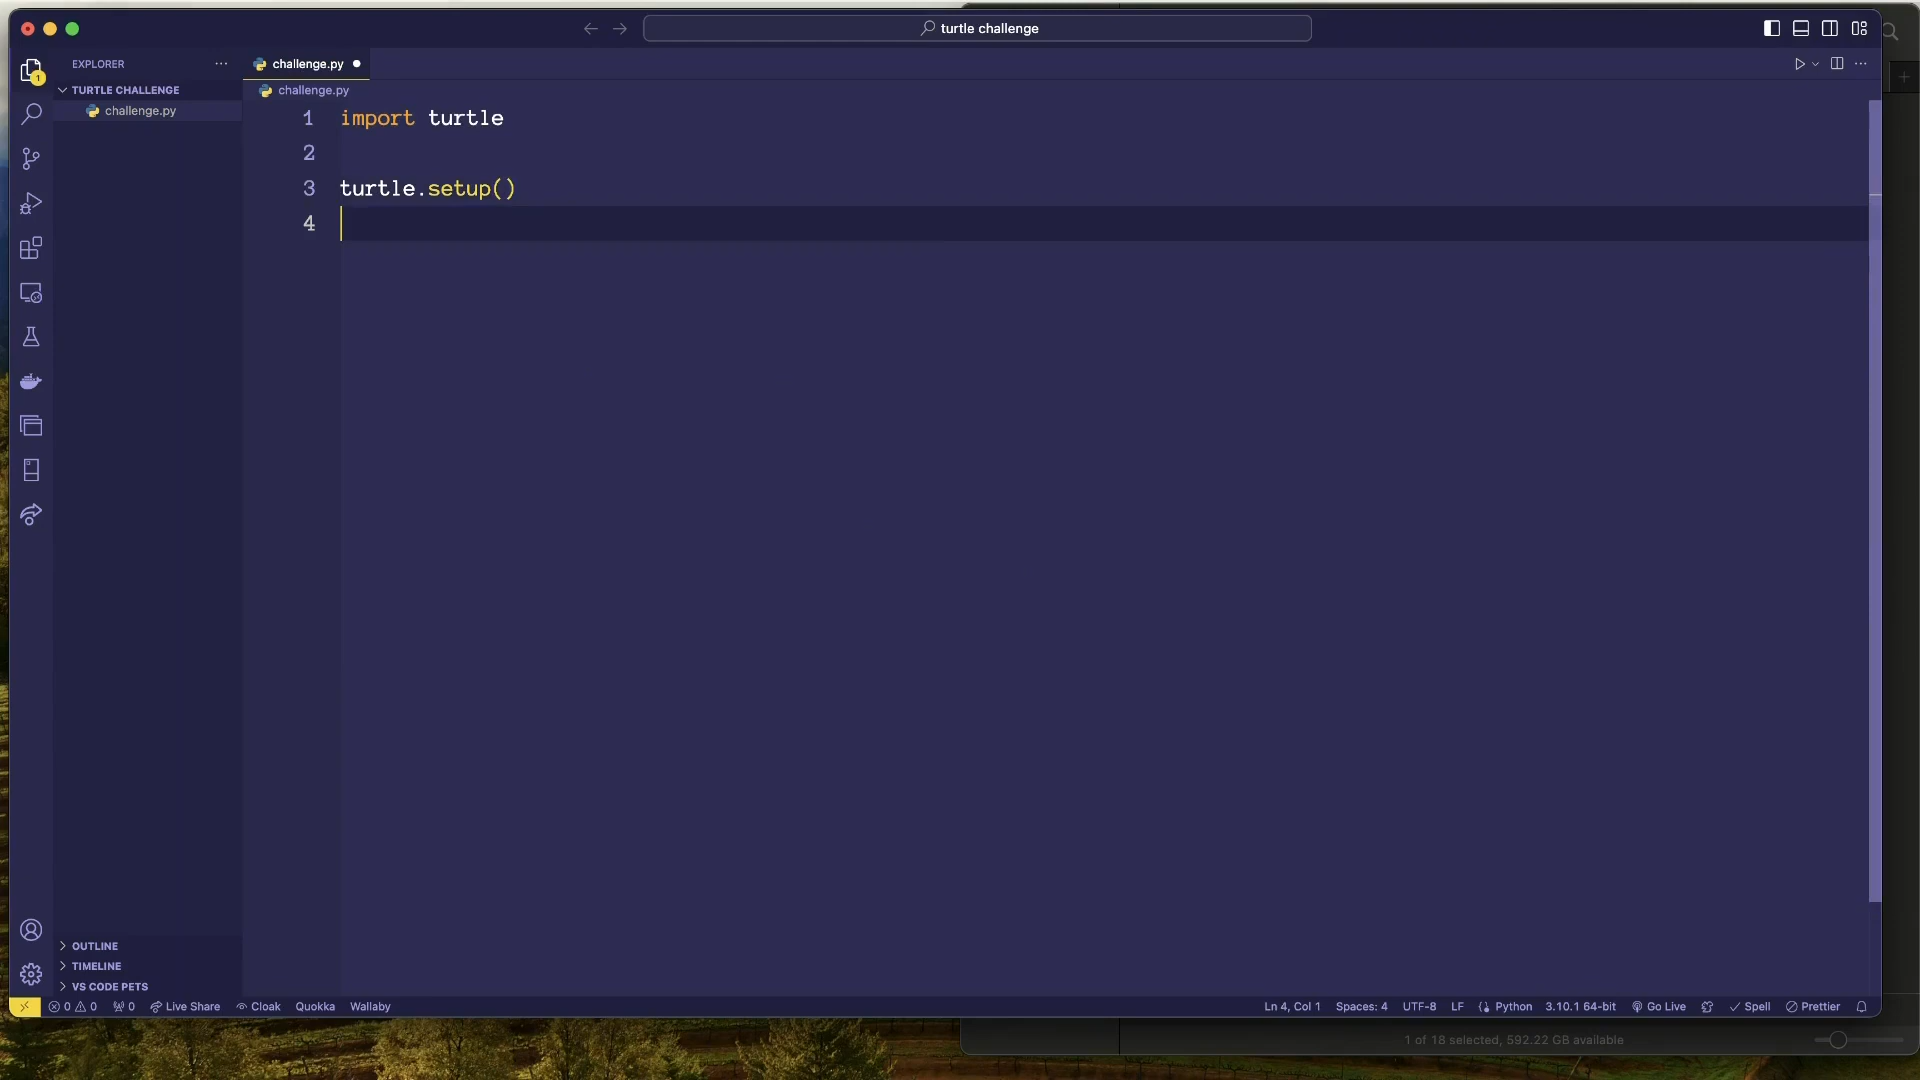 turtle challenge
EXPLORER
challenge.py
1
TURTLE CHALLENGE
challenge.py
challenge.py
1 import turtle
2
3 turtle.setup()
4
OUTLINE
TIMELINE
VS CODE PETS
0 0 0 Live Share Cloak Quokka Wallaby Ln 4, Col 1 Spaces: 4 UTF-8 LF Python 3.10.1 64-bit Go Live Spell Prettier
1 of 18 selected, 592.22 GB available